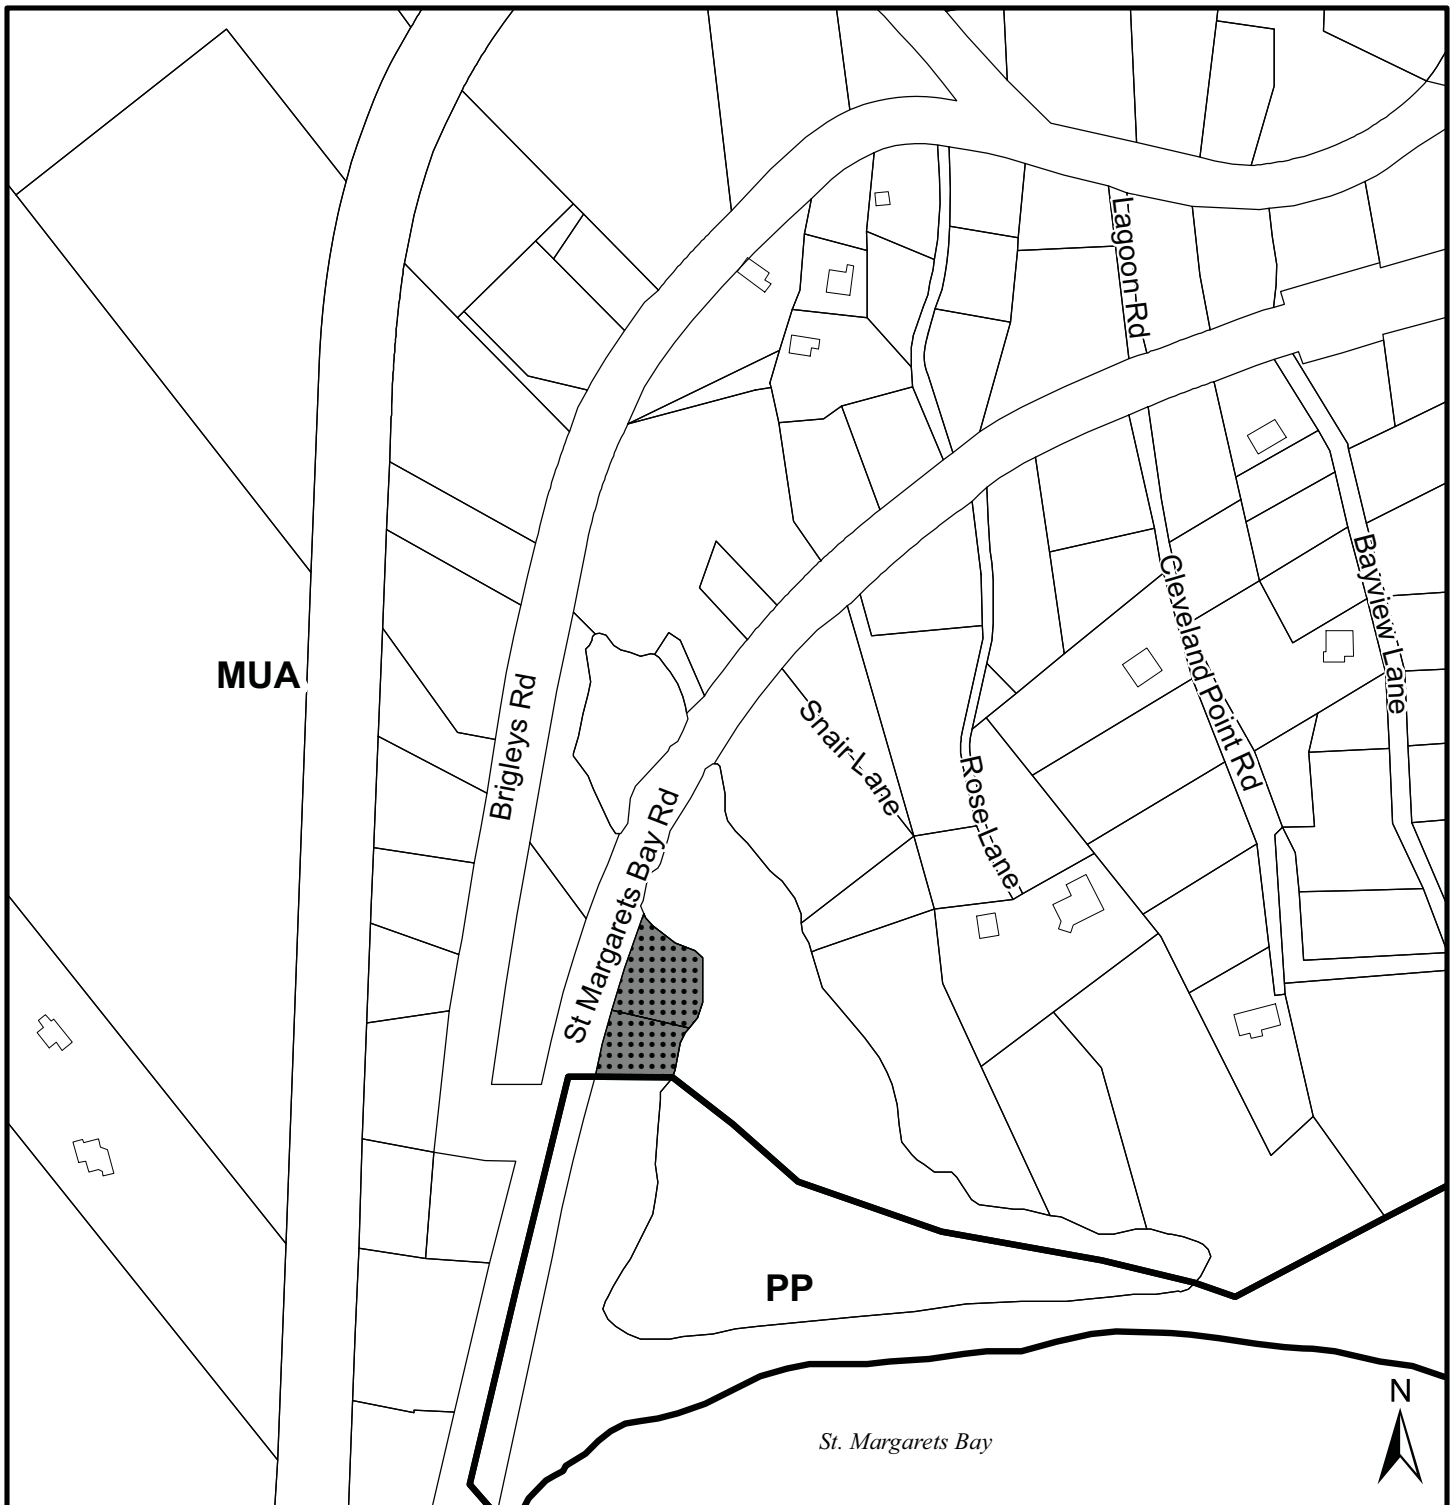 Lagoon Rd
Bayview Lane
Cleveland Point Rd
MUA
Brigleys Rd
Snair Lane
Rose Lane
St Margarets Bay Rd
PP
N
St. Margarets Bay